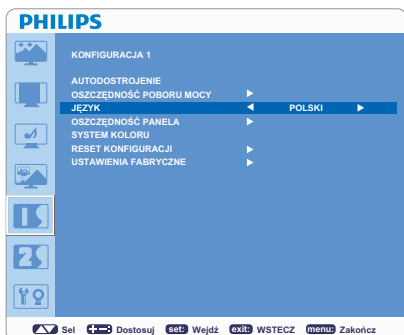 PHILIPS
KONFIGURACJA 1
AUTODOSTROJENIE
OSZCZĘDNOŚĆ POBORU MOCY
JĘZYK POLSKI
OSZCZĘDNOŚĆ PANELA
SYSTEM KOLORU
RESET KONFIGURACJI
USTAWIENIA FABRYCZNE
Sel Dostosuj set: Wejdź exit: WSTECZ menu: Zakończ